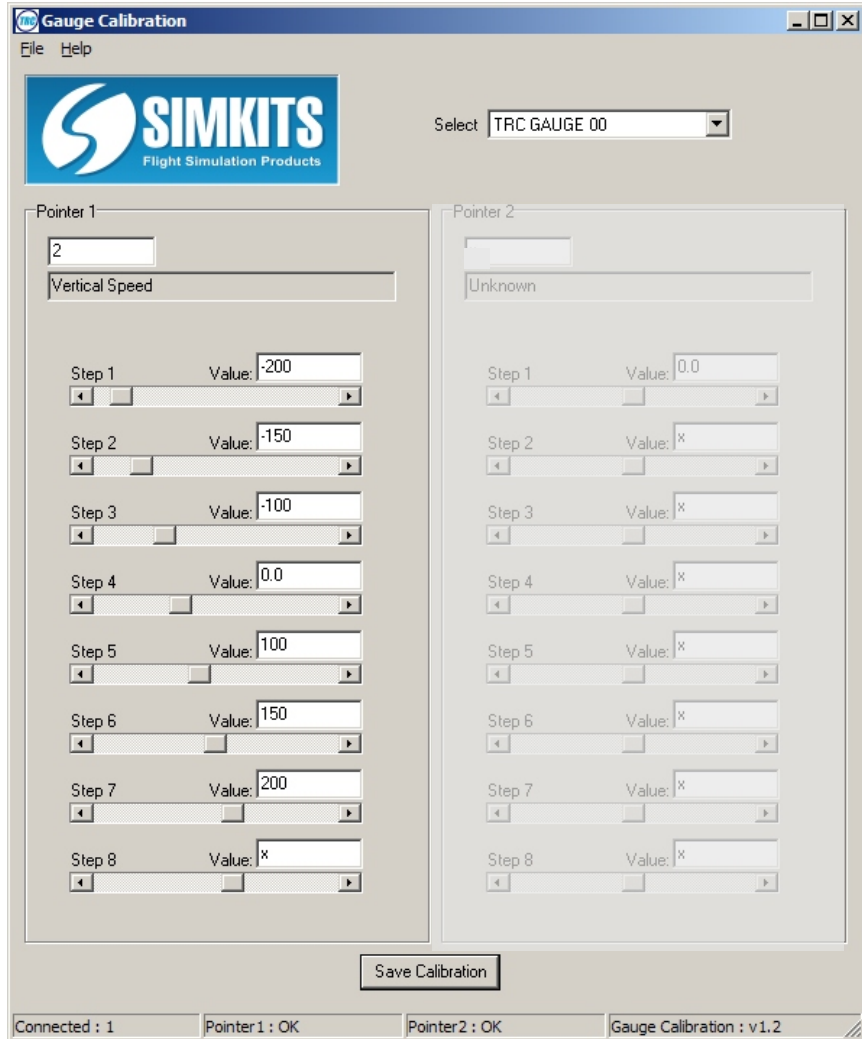 TRC Gauge Calibration
File Help
SIMKITS
Flight Simulation Products
Select TRC GAUGE 00
Pointer 1
2
Vertical Speed
Step 1 Value: -200
Step 2 Value: -150
Step 3 Value: -100
Step 4 Value: 0.0
Step 5 Value: 100
Step 6 Value: 150
Step 7 Value: 200
Step 8 Value: x
Pointer 2
Unknown
Step 1 Value: 0.0
Step 2 Value: x
Step 3 Value: x
Step 4 Value: x
Step 5 Value: x
Step 6 Value: x
Step 7 Value: x
Step 8 Value: x
Save Calibration
Connected : 1 Pointer1 : OK Pointer2 : OK Gauge Calibration : v1.2